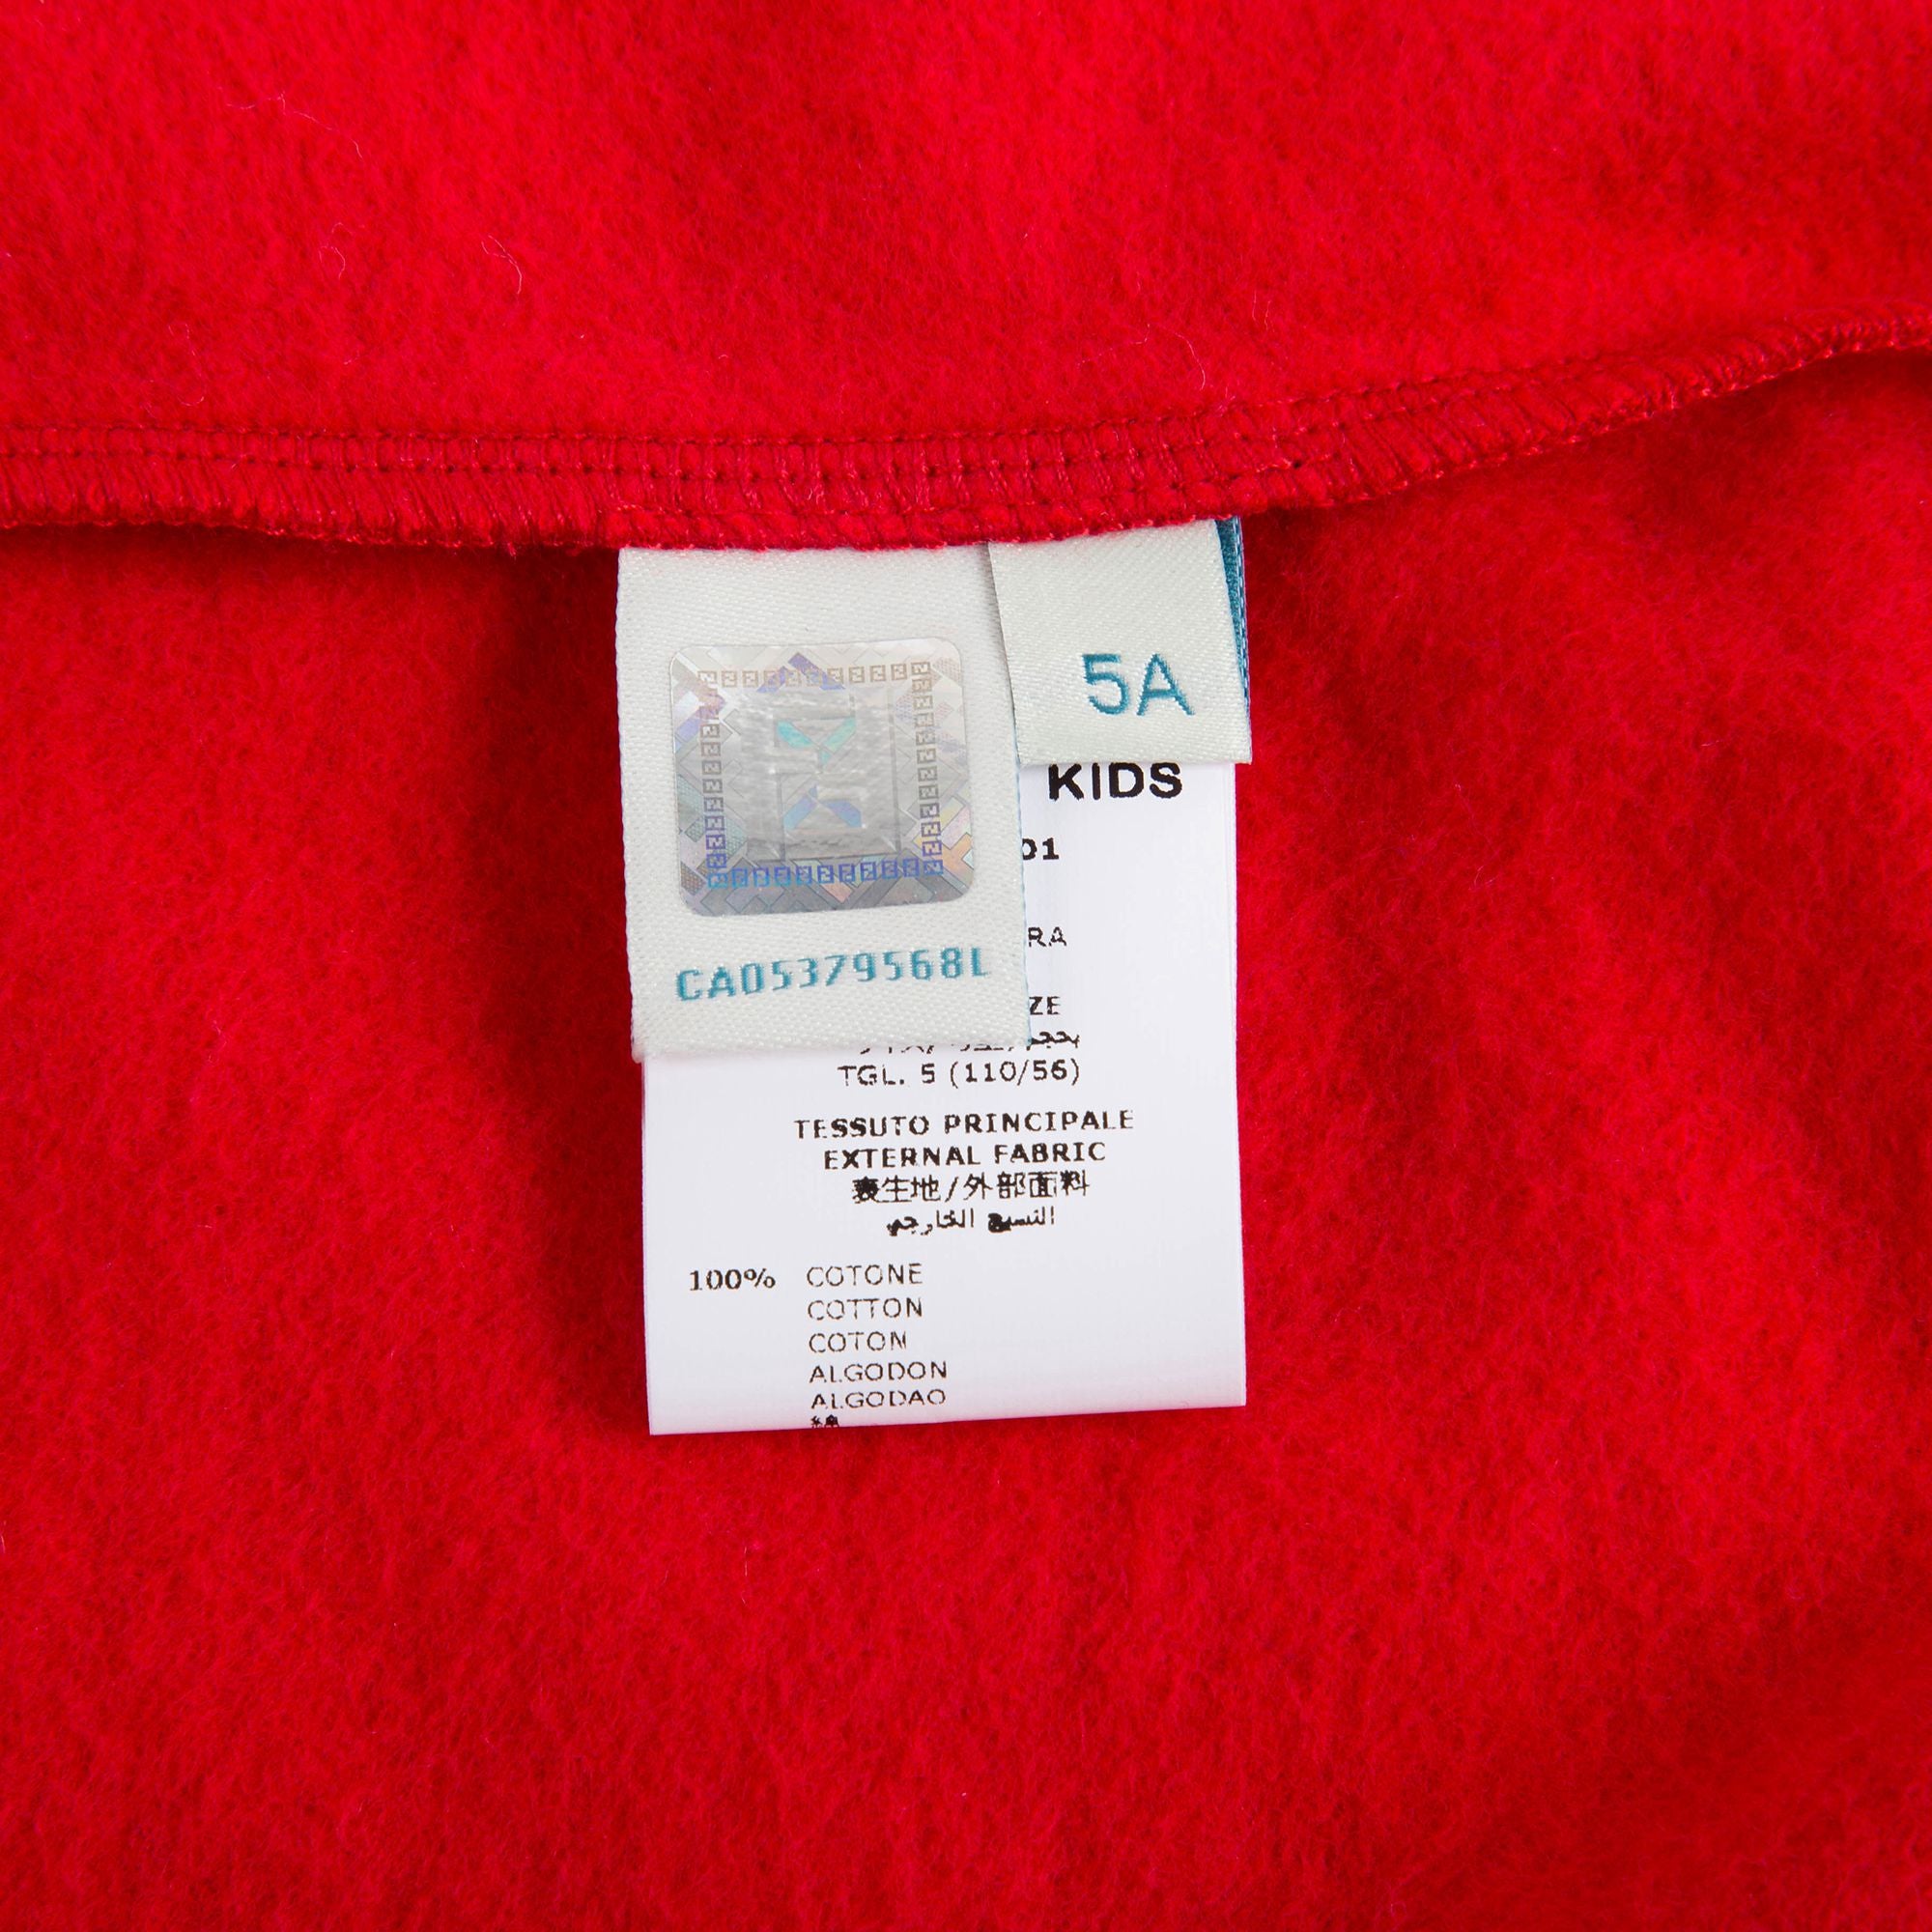 5A
KIDS
01
RA
CA05379568L
ZE
TGL. 5 (110/56)
TESSUTO PRINCIPALE
EXTERNAL FABRIC
表生地/外部面料
النسيج الخارجي
100% COTONE
COTTON
COTON
ALGODON
ALGODAO
綿